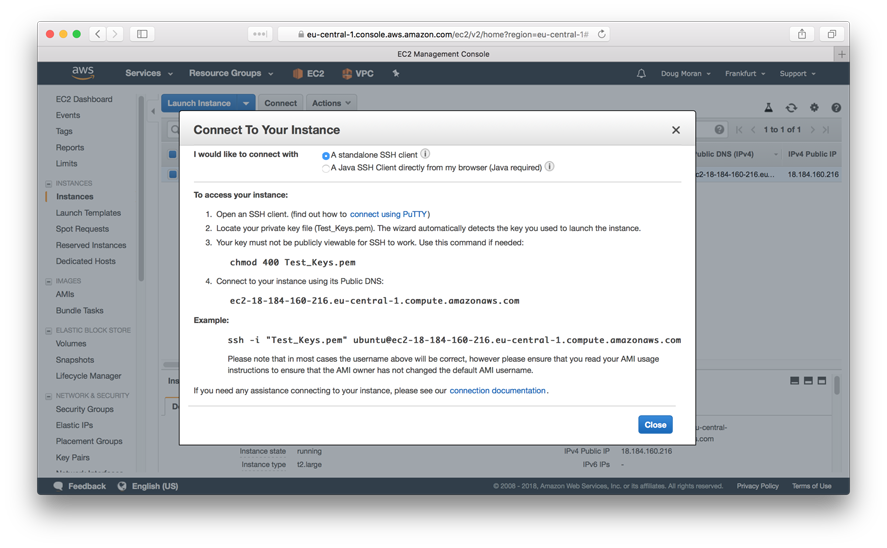 eu-central-1.console.aws.amazon.com/ec2/v2/home?region=eu-central-1#
EC2 Management Console
aws
Services
Resource Groups
EC2
VPC
Doug Moran
Frankfurt
Support
EC2 Dashboard
Events
Tags
Reports
Limits
INSTANCES
Instances
Launch Templates
Spot Requests
Reserved Instances
Dedicated Hosts
IMAGES
AMIs
Bundle Tasks
ELASTIC BLOCK STORE
Volumes
Snapshots
Lifecycle Manager
NETWORK & SECURITY
Security Groups
Elastic IPs
Placement Groups
Key Pairs
Launch Instance
Connect
Actions
1 to 1 of 1
IPv4 Public IP
18.184.160.216
Connect To Your Instance
I would like to connect with
A standalone SSH client
A Java SSH Client directly from my browser (Java required)
To access your instance:
1. Open an SSH client. (find out how to connect using PuTTY)
2. Locate your private key file (Test_Keys.pem). The wizard automatically detects the key you used to launch the instance.
3. Your key must not be publicly viewable for SSH to work. Use this command if needed:
chmod 400 Test_Keys.pem
4. Connect to your instance using its Public DNS:
ec2-18-184-160-216.eu-central-1.compute.amazonaws.com
Example:
ssh -i "Test_Keys.pem" ubuntu@ec2-18-184-160-216.eu-central-1.compute.amazonaws.com
Please note that in most cases the username above will be correct, however please ensure that you read your AMI usage
instructions to ensure that the AMI owner has not changed the default AMI username.
If you need any assistance connecting to your instance, please see our connection documentation.
Close
Instance state running
IPv4 Public IP 18.184.160.216
Instance type t2.large
IPv6 IPs -
Feedback
English (US)
© 2008 - 2018, Amazon Web Services, Inc. or its affiliates. All rights reserved.
Privacy Policy
Terms of Use